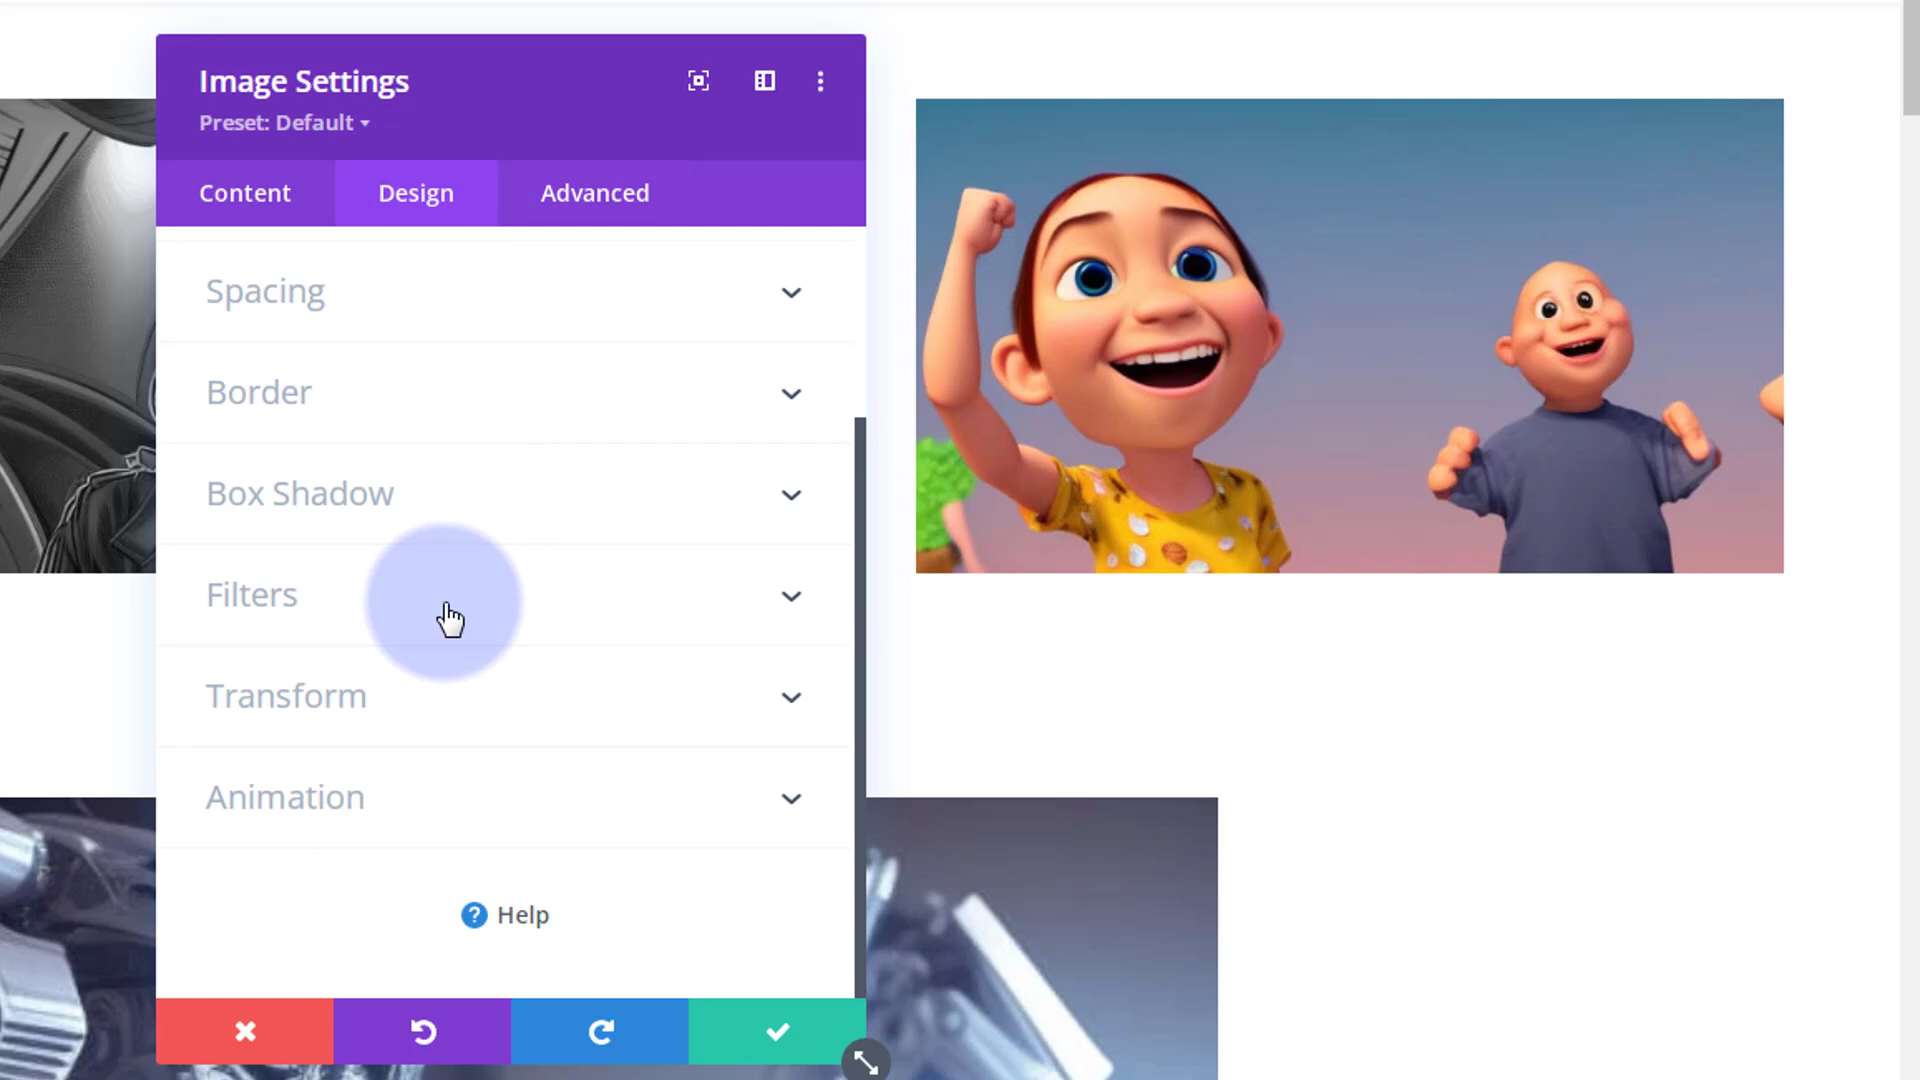 Image Settings
Preset: Default
Content Design Advanced
Spacing
Border
Box Shadow
Filters
Transform
Animation
? Help